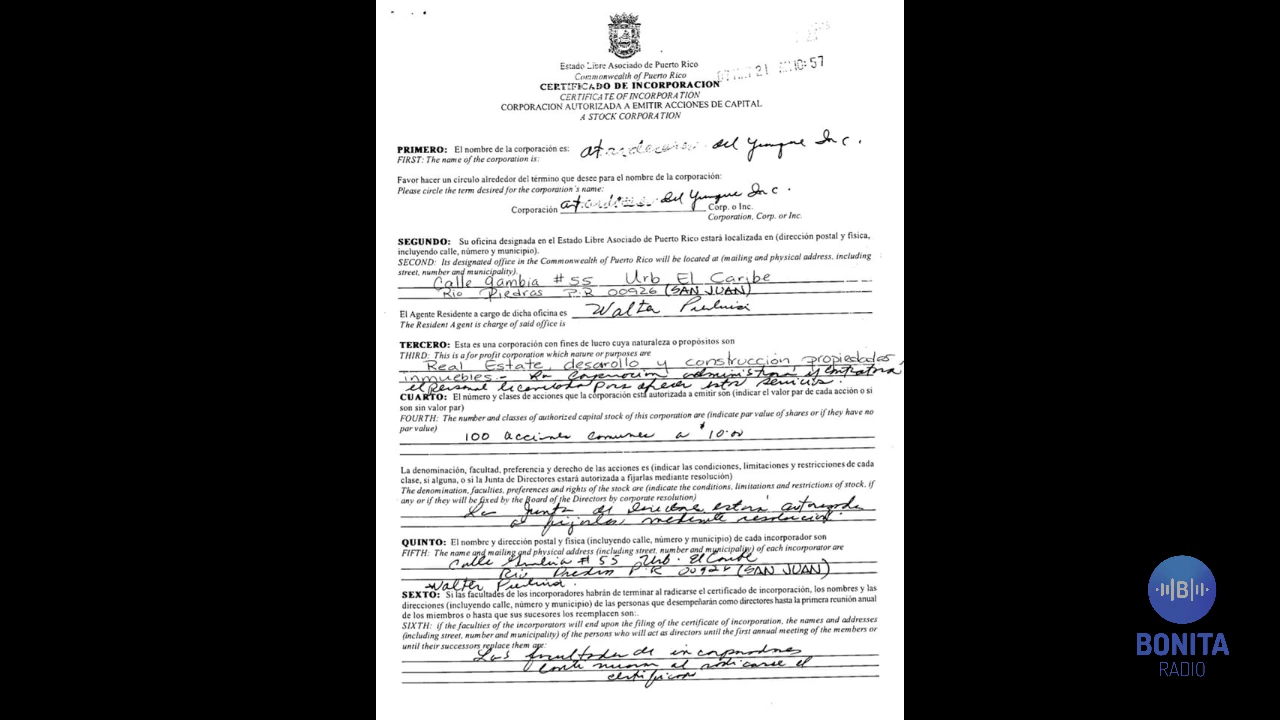 10:57
Estado Libre Asociado de Puerto Rico
Commonwealth of Puerto Rico
CERTIFICADO DE INCORPORACION
CERTIFICATE OF INCORPORATION
CORPORACION AUTORIZADA A EMITIR ACCIONES DE CAPITAL
A STOCK CORPORATION
PRIMERO: El nombre de la corporación es: del Yunque Inc.
FIRST: The name of the corporation is:
Favor hacer un círculo alrededor del término que desee para el nombre de la corporación:
Please circle the term desired for the corporation's name:
Corporación del Yunque Inc. Corp. o Inc.
Corporation, Corp. or Inc.
SEGUNDO: Su oficina designada en el Estado Libre Asociado de Puerto Rico estará localizada en (dirección postal y física,
incluyendo calle, número y municipio).
SECOND: Its designated office in the Commonwealth of Puerto Rico will be located at (mailing and physical address, including
street, number and municipality).
Calle Gambia #55 Urb El Caribe
Rio Piedras P.R 00926 (SAN JUAN)
El Agente Residente a cargo de dicha oficina es Walter Pierluisi
The Resident Agent is charge of said office is
TERCERO: Esta es una corporación con fines de lucro cuya naturaleza o propósitos son
THIRD: This is a for profit corporation which nature or purposes are
Real Estate, desarollo y construcción propiedades
inmuebles.- La Corporación administrará y contratará
el personal licenciado para ofrecer estos servicios.
CUARTO: El número y clases de acciones que la corporación está autorizada a emitir son (indicar el valor par de cada acción o si
son sin valor par)
FOURTH: The number and classes of authorized capital stock of this corporation are (indicate par value of shares or if they have no
par value)
100 acciones comunes a $10.00
La denominación, facultad, preferencia y derecho de las acciones es (indicar las condiciones, limitaciones y restricciones de cada
clase, si alguna, o si la Junta de Directores estará autorizada a fijarlas mediante resolución)
The denomination, faculties, preferences and rights of the stock are (indicate the conditions, limitations and restrictions of stock, if
any or if they will be fixed by the Board of the Directors by corporate resolution)
La Junta de Directores estará autorizada
a fijarlas mediante resolución.
QUINTO: El nombre y dirección postal y física (incluyendo calle, número y municipio) de cada incorporador son
FIFTH: The name and mailing and physical address (including street, number and municipality) of each incorporator are
Calle Gambia #55 Urb. El Caribe
Rio Piedras P.R 00926 (SAN JUAN)
Walter Pierluisi.
SEXTO: Si las facultades de los incorporadores habrán de terminar al radicarse el certificado de incorporación, los nombres y las
direcciones (incluyendo calle, número y municipio) de las personas que desempeñarán como directores hasta la primera reunión anual
de los miembros o hasta que sus sucesores los reemplacen son:.
SIXTH: if the faculties of the incorporators will end upon the filing of the certificate of incorporation, the names and addresses
(including street, number and municipality) of the persons who will act as directors until the first annual meeting of the members or
until their successors replace them are:
Las facultades de incorporadores
al radicarse el
certificado
BONITA
RADIO